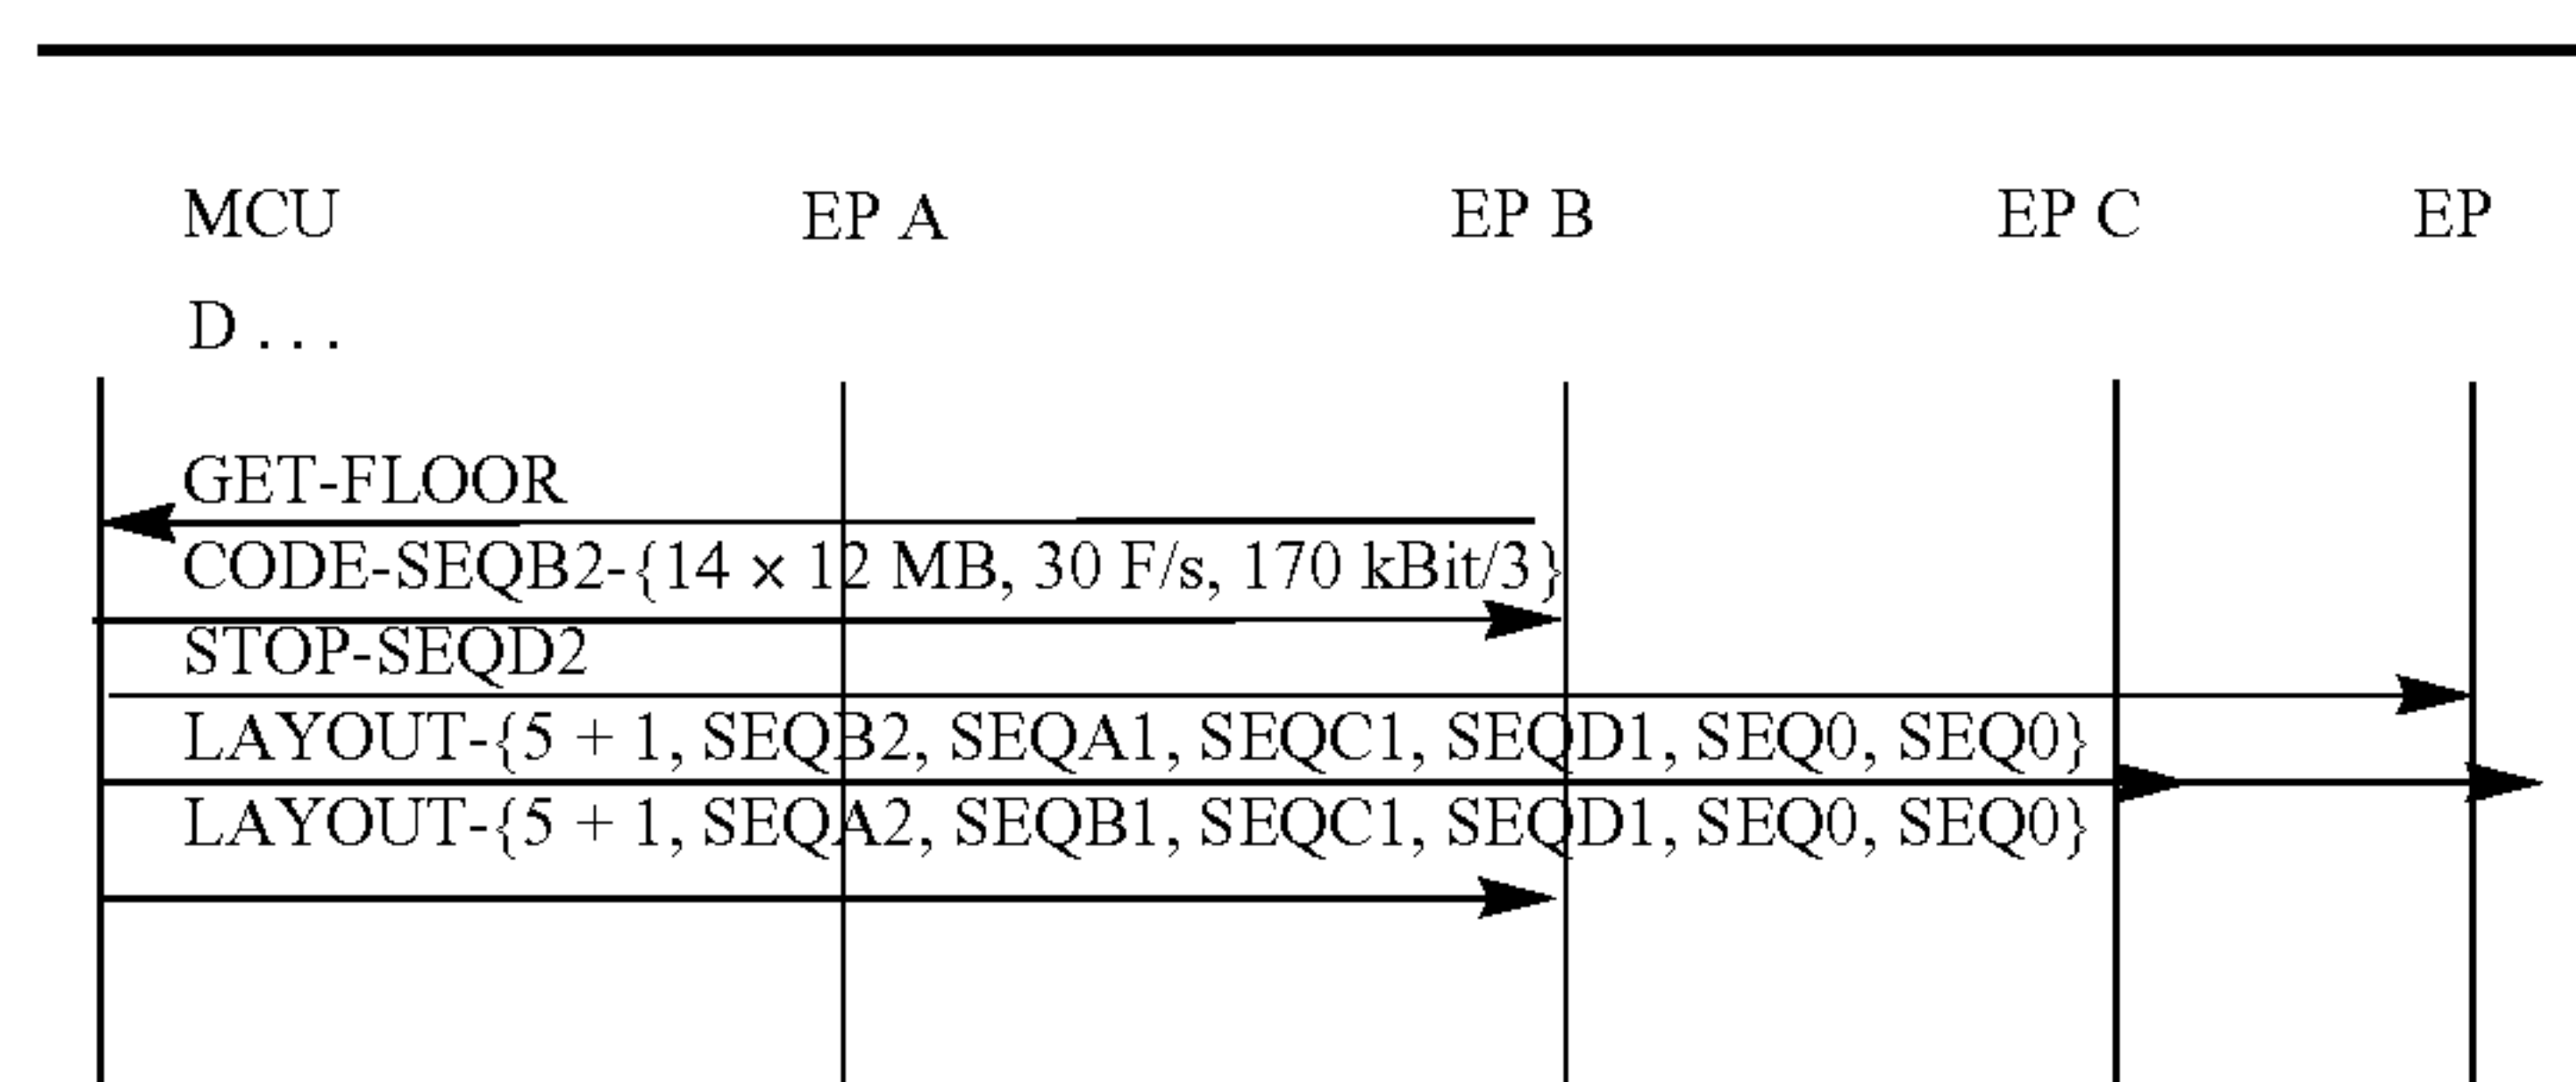 MCU EP A EP B EP C EP
D . . .
GET-FLOOR
CODE-SEQB2-{14 × 12 MB, 30 F/s, 170 kBit/3}
STOP-SEQD2
LAYOUT-{5 + 1, SEQB2, SEQA1, SEQC1, SEQD1, SEQ0, SEQ0}
LAYOUT-{5 + 1, SEQA2, SEQB1, SEQC1, SEQD1, SEQ0, SEQ0}